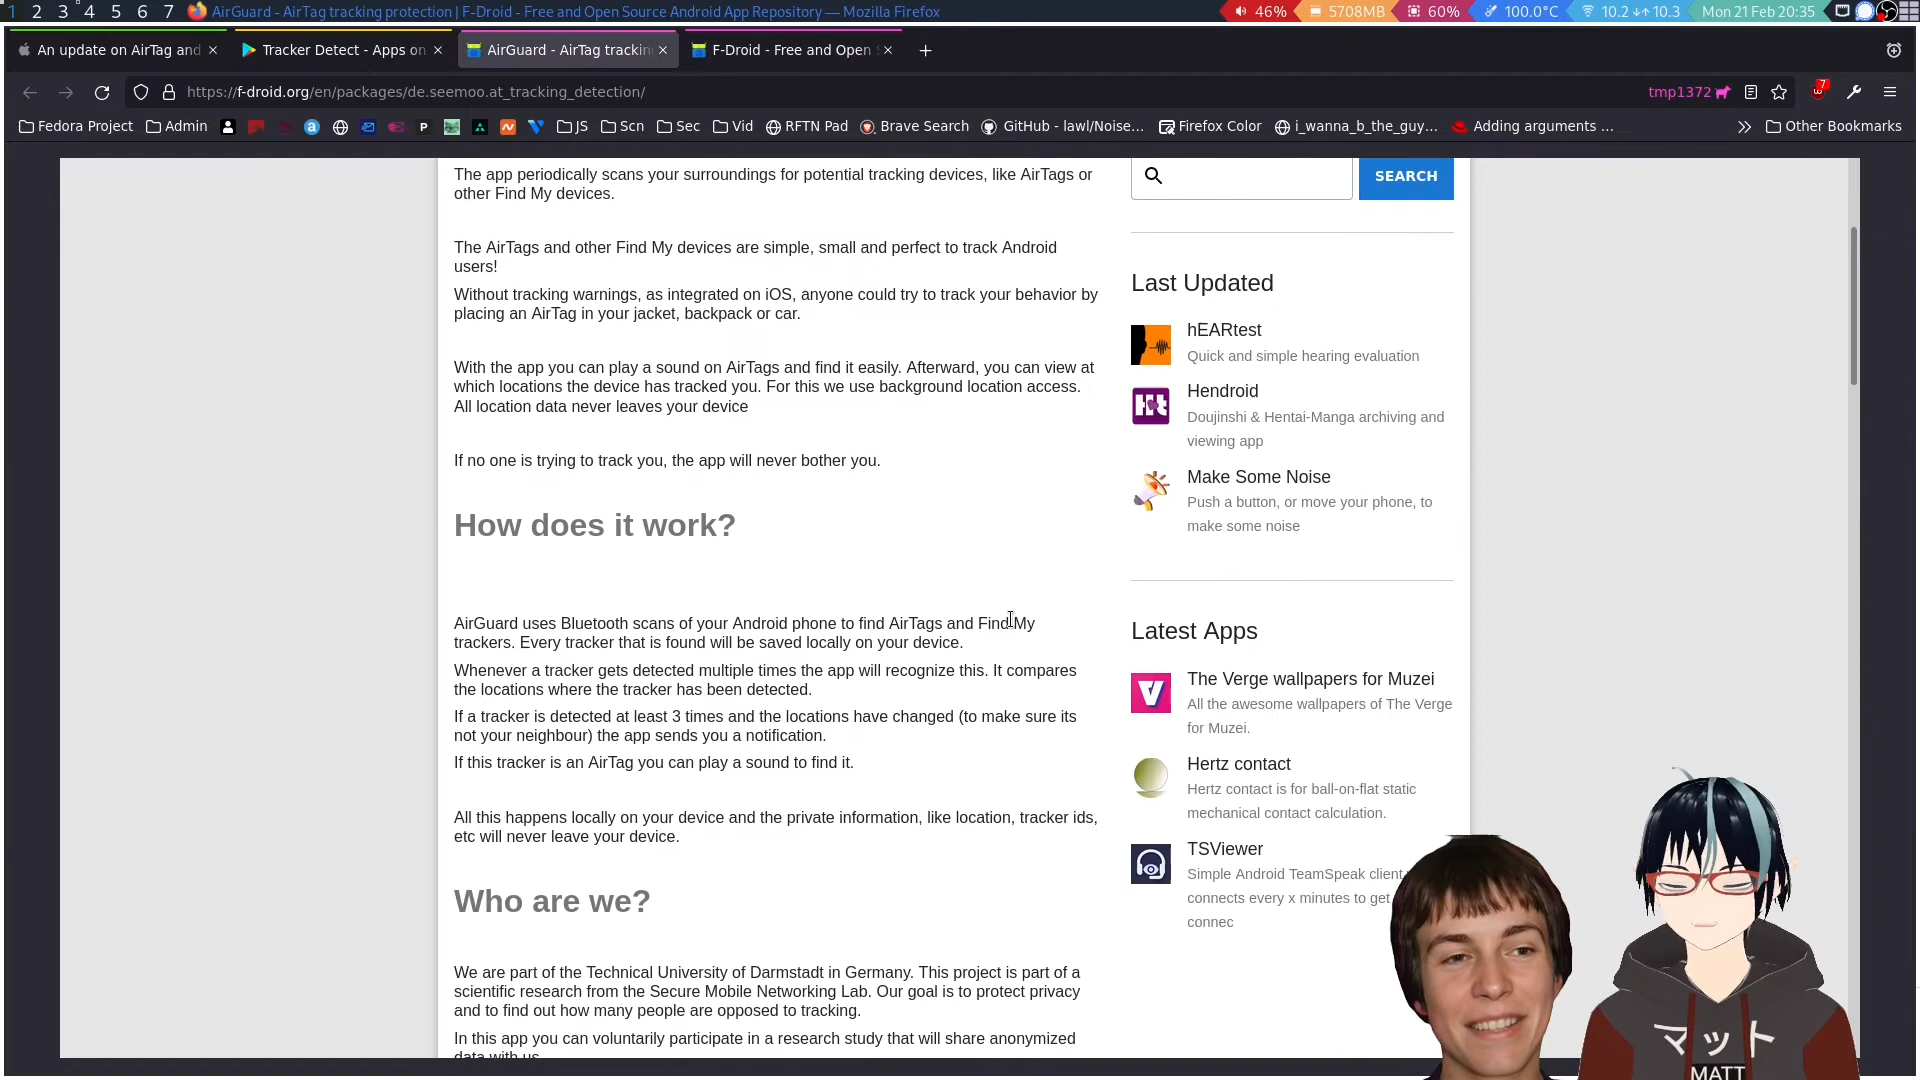 1 2 3 4 5 6 7
AirGuard - AirTag tracking protection | F-Droid - Free and Open Source Android App Repository — Mozilla Firefox
46% 5708MB 60% 100.0°C 10.2 10.3 Mon 21 Feb 20:35
An update on AirTag and
Tracker Detect - Apps on
AirGuard - AirTag trackin
F-Droid - Free and Open S
https://f-droid.org/en/packages/de.seemoo.at_tracking_detection/
tmp1372
7
Fedora Project
Admin
JS
Scn
Sec
Vid
RFTN Pad
Brave Search
GitHub - lawl/Noise...
Firefox Color
i_wanna_b_the_guy...
Adding arguments ...
Other Bookmarks
The app periodically scans your surroundings for potential tracking devices, like AirTags or
other Find My devices.
The AirTags and other Find My devices are simple, small and perfect to track Android
users!
Without tracking warnings, as integrated on iOS, anyone could try to track your behavior by
placing an AirTag in your jacket, backpack or car.
With the app you can play a sound on AirTags and find it easily. Afterward, you can view at
which locations the device has tracked you. For this we use background location access.
All location data never leaves your device
If no one is trying to track you, the app will never bother you.
How does it work?
AirGuard uses Bluetooth scans of your Android phone to find AirTags and Find My
trackers. Every tracker that is found will be saved locally on your device.
Whenever a tracker gets detected multiple times the app will recognize this. It compares
the locations where the tracker has been detected.
If a tracker is detected at least 3 times and the locations have changed (to make sure its
not your neighbour) the app sends you a notification.
If this tracker is an AirTag you can play a sound to find it.
All this happens locally on your device and the private information, like location, tracker ids,
etc will never leave your device.
Who are we?
We are part of the Technical University of Darmstadt in Germany. This project is part of a
scientific research from the Secure Mobile Networking Lab. Our goal is to protect privacy
and to find out how many people are opposed to tracking.
In this app you can voluntarily participate in a research study that will share anonymized
data with us.
SEARCH
Last Updated
hEARtest
Quick and simple hearing evaluation
Hendroid
Doujinshi & Hentai-Manga archiving and
viewing app
Make Some Noise
Push a button, or move your phone, to
make some noise
Latest Apps
The Verge wallpapers for Muzei
All the awesome wallpapers of The Verge
for Muzei.
Hertz contact
Hertz contact is for ball-on-flat static
mechanical contact calculation.
TSViewer
Simple Android TeamSpeak client
connects every x minutes to get
connec
マット
MATT